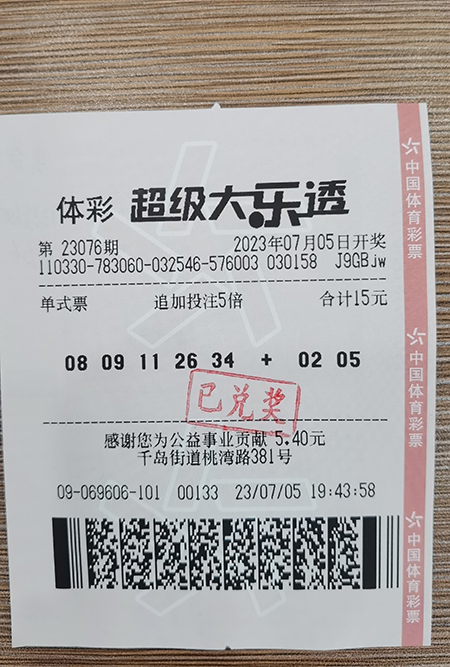 体彩 超级大乐透
第 23076期 2023年07月05日开奖
110330-783060-032546-576003 030158 J9GBjw
单式票 追加投注5倍 合计15元
08 09 11 26 34 + 02 05
已兑奖
感谢您为公益事业贡献 5.40元
千岛街道桃湾路381号
09-069606-101 00133 23/07/05 19:43:58
中国体育彩票
中国体育彩票
中国体育彩票